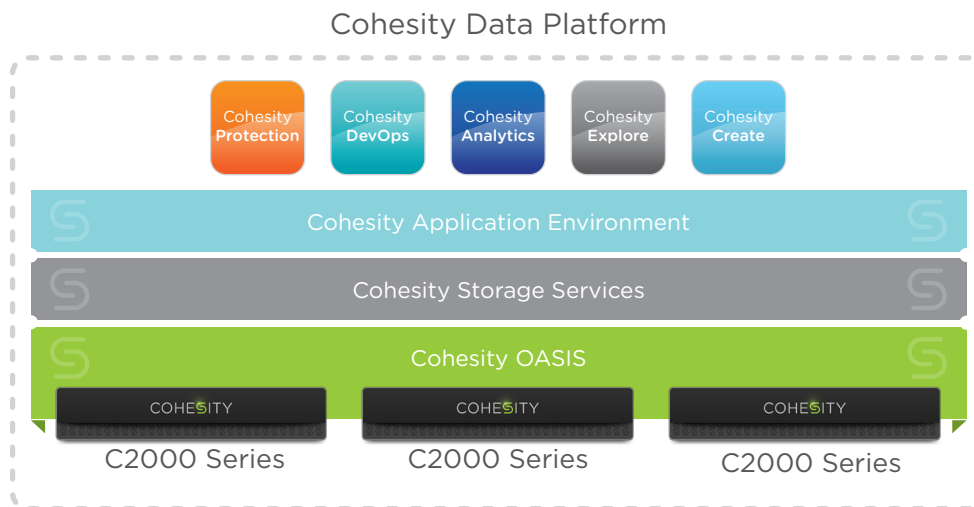 Cohesity Data Platform
Cohesity
Protection
Cohesity
DevOps
Cohesity
Analytics
Cohesity
Explore
Cohesity
Create
Cohesity Application Environment
Cohesity Storage Services
Cohesity OASIS
COHESITY
COHESITY
COHESITY
C2000 Series
C2000 Series
C2000 Series